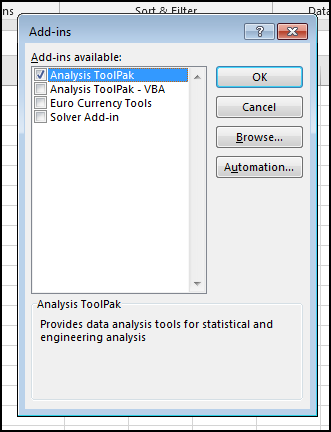 ns
Sort & Filter
Data
Add-ins
?
Add-ins available:
Analysis ToolPak
Analysis ToolPak - VBA
Euro Currency Tools
Solver Add-in
OK
Cancel
Browse...
Automation...
Analysis ToolPak
Provides data analysis tools for statistical and
engineering analysis